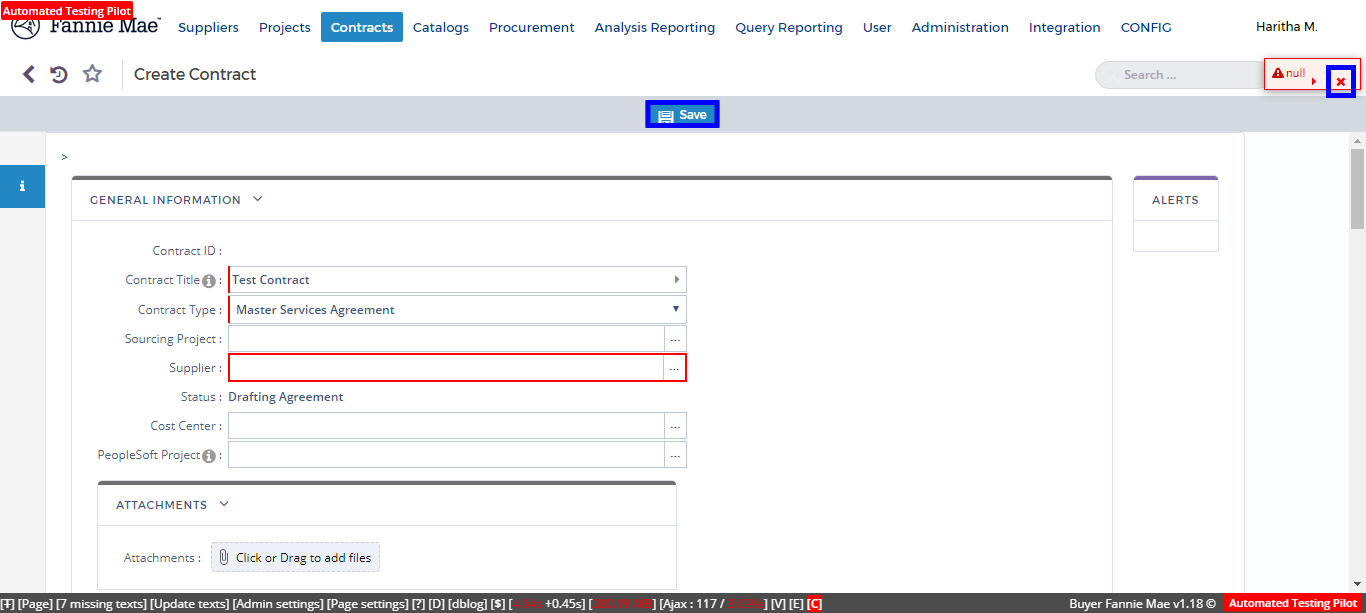 Automated Testing Pilot
Fannie Mae
Suppliers Projects Contracts Catalogs Procurement Analysis Reporting Query Reporting User Administration Integration CONFIG Haritha M.
Create Contract
Search ...
null
Save
>
GENERAL INFORMATION
ALERTS
Contract ID :
Contract Title : Test Contract
Contract Type : Master Services Agreement
Sourcing Project : ...
Supplier : ...
Status : Drafting Agreement
Cost Center : ...
PeopleSoft Project : ...
ATTACHMENTS
Attachments : Click or Drag to add files
[Ŧ] [Page] [7 missing texts] [Update texts] [Admin settings] [Page settings] [?] [D] [dblog] [$] [ +0.45s] [ ] [Ajax : 117 / ] [V] [E] [C]
Buyer Fannie Mae v1.18 © Automated Testing Pilot